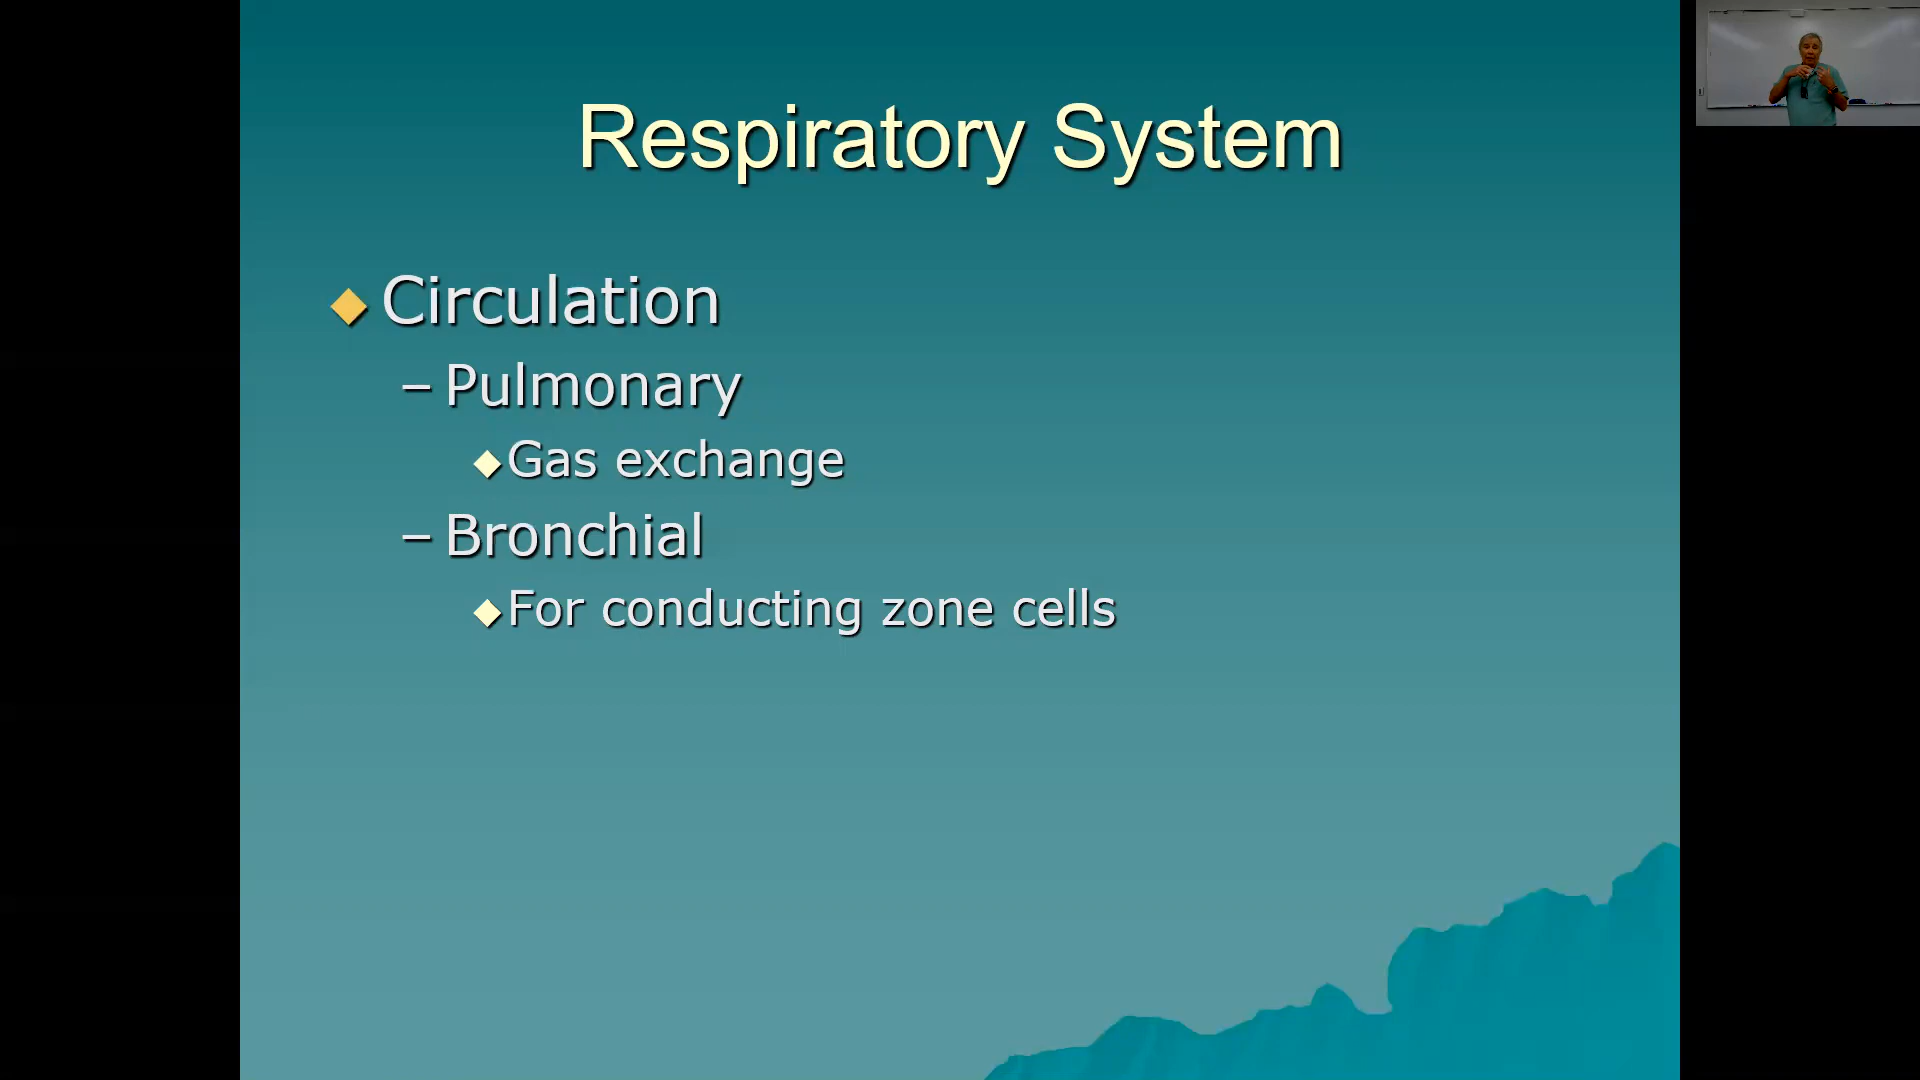 Respiratory System
Circulation
– Pulmonary
Gas exchange
– Bronchial
For conducting zone cells